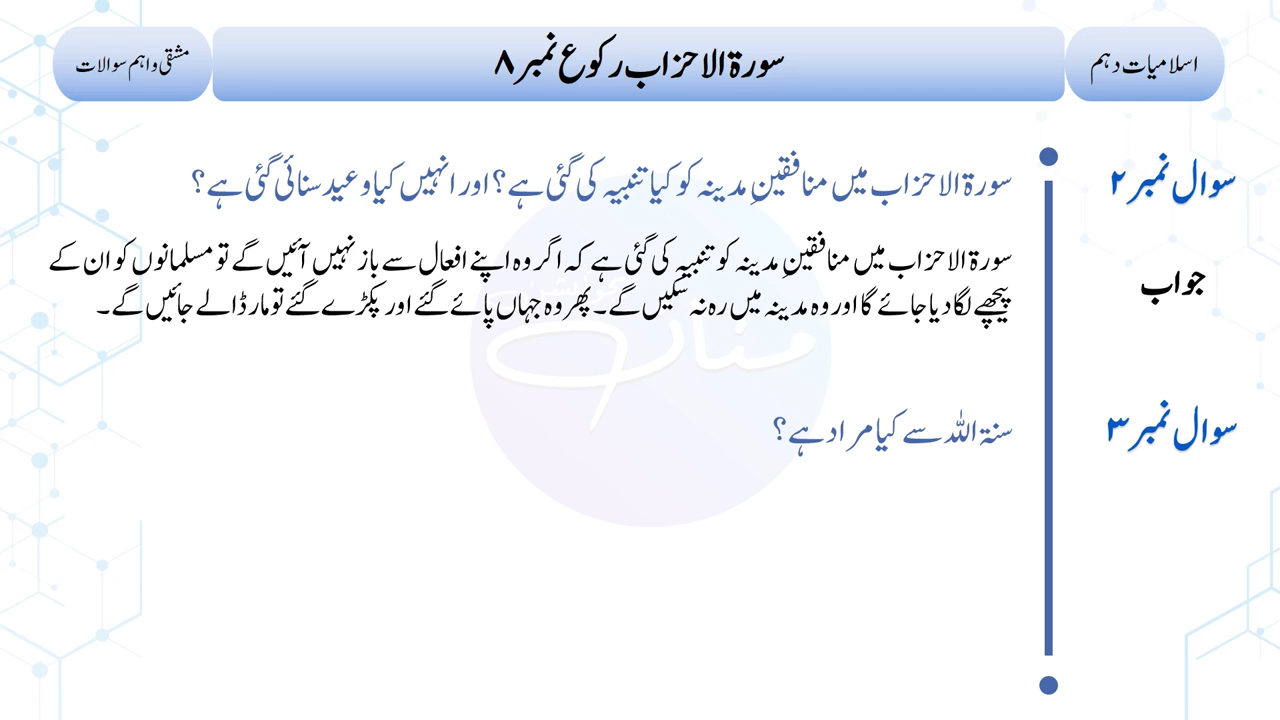 اسلامیات دہم
سورۃ الاحزاب رکوع نمبر ۸
مشقی و اہم سوالات
سوال نمبر ۲
سورۃ الاحزاب میں منافقینِ مدینہ کو کیا تنبیہ کی گئی ہے؟ اور انہیں کیا وعید سنائی گئی ہے؟
جواب
سورۃ الاحزاب میں منافقینِ مدینہ کو تنبیہ کی گئی ہے کہ اگر وہ اپنے افعال سے باز نہیں آئیں گے تو مسلمانوں کو ان کے
پیچھے لگا دیا جائے گا اور وہ مدینہ میں رہ نہ سکیں گے۔ پھر وہ جہاں پائے گئے اور پکڑے گئے تو مار ڈالے جائیں گے۔
سوال نمبر ۳
سنۃ اللہ سے کیا مراد ہے؟